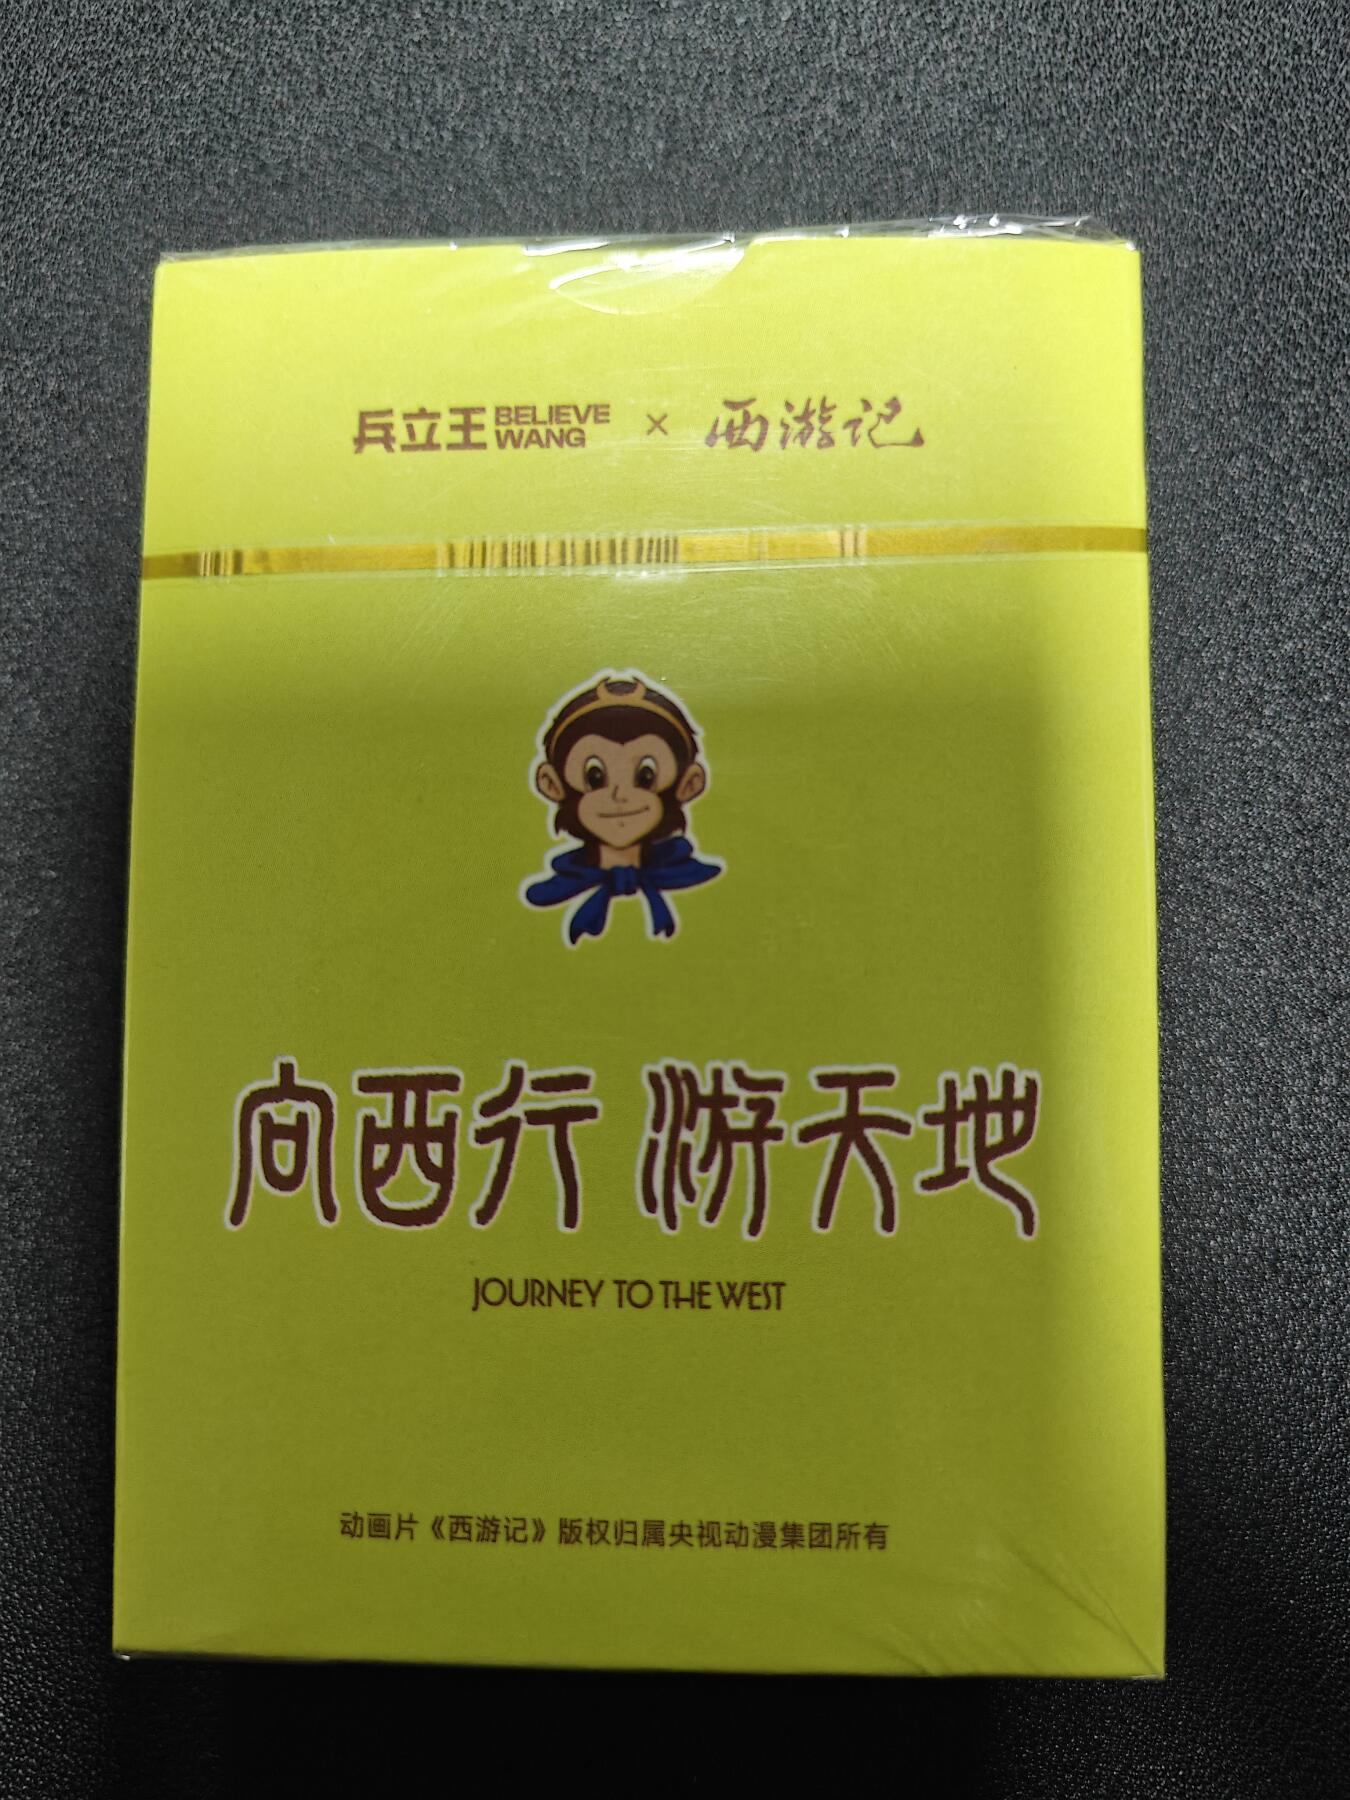 兵立王 BELIEVE WANG × 西游记
向西行 游天地
JOURNEY TO THE WEST
动画片《西游记》版权归属央视动漫集团所有